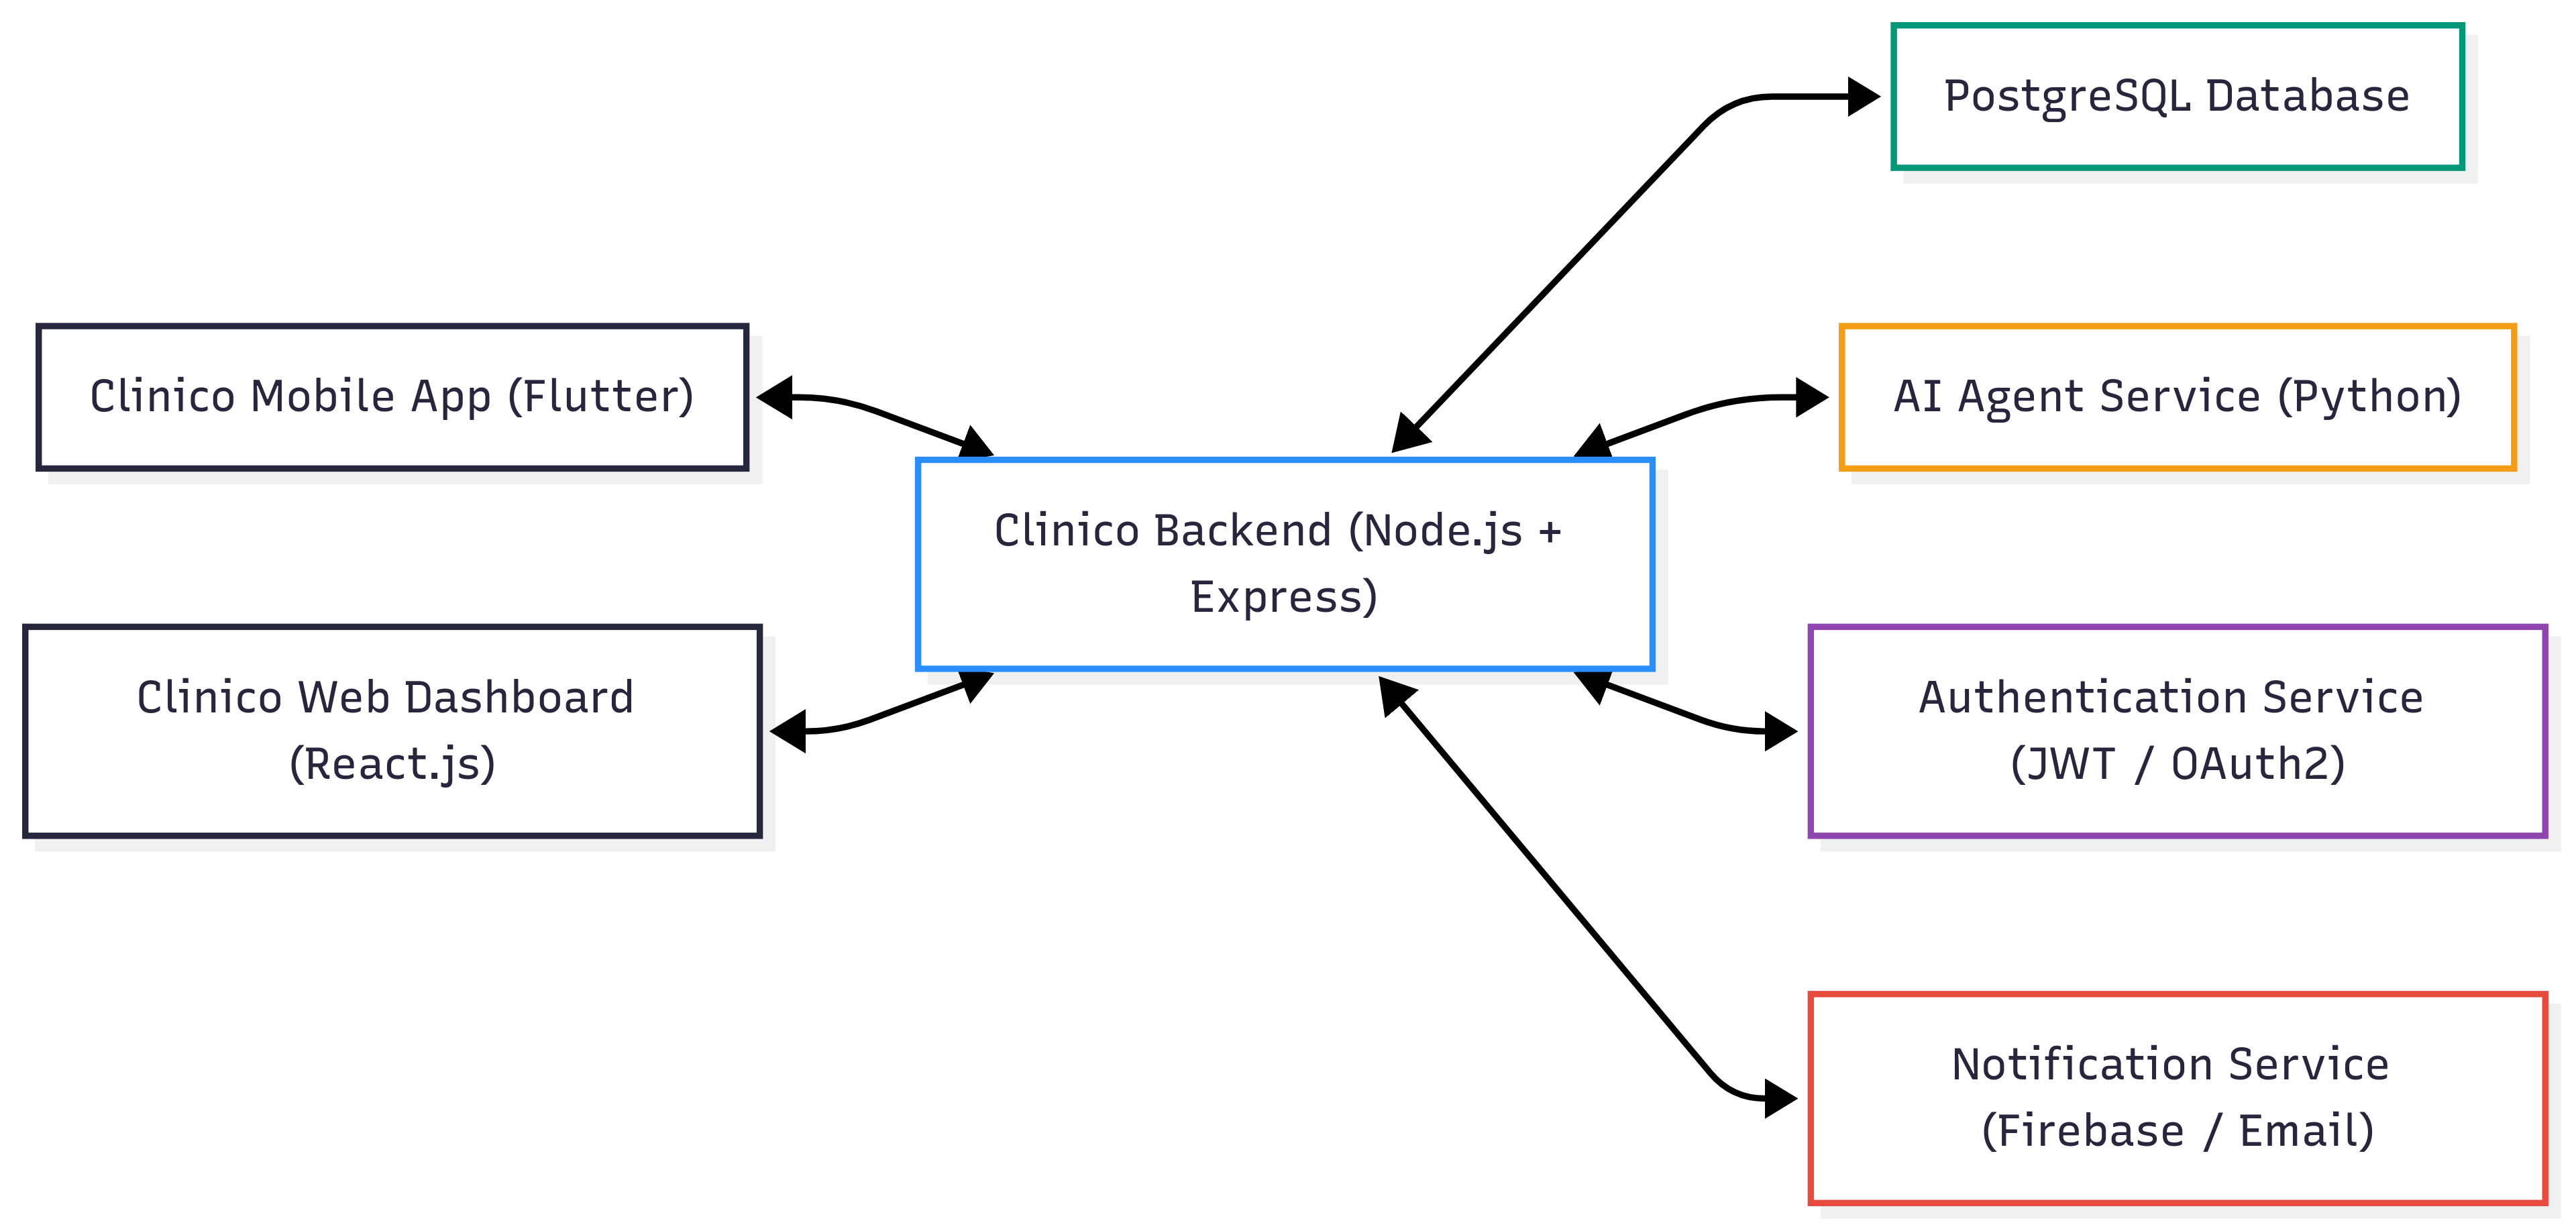 PostgreSQL Database
Clinico Mobile App (Flutter)
AI Agent Service (Python)
Clinico Backend (Node.js +
Express)
Clinico Web Dashboard
(React.js)
Authentication Service
(JWT / OAuth2)
Notification Service
(Firebase / Email)